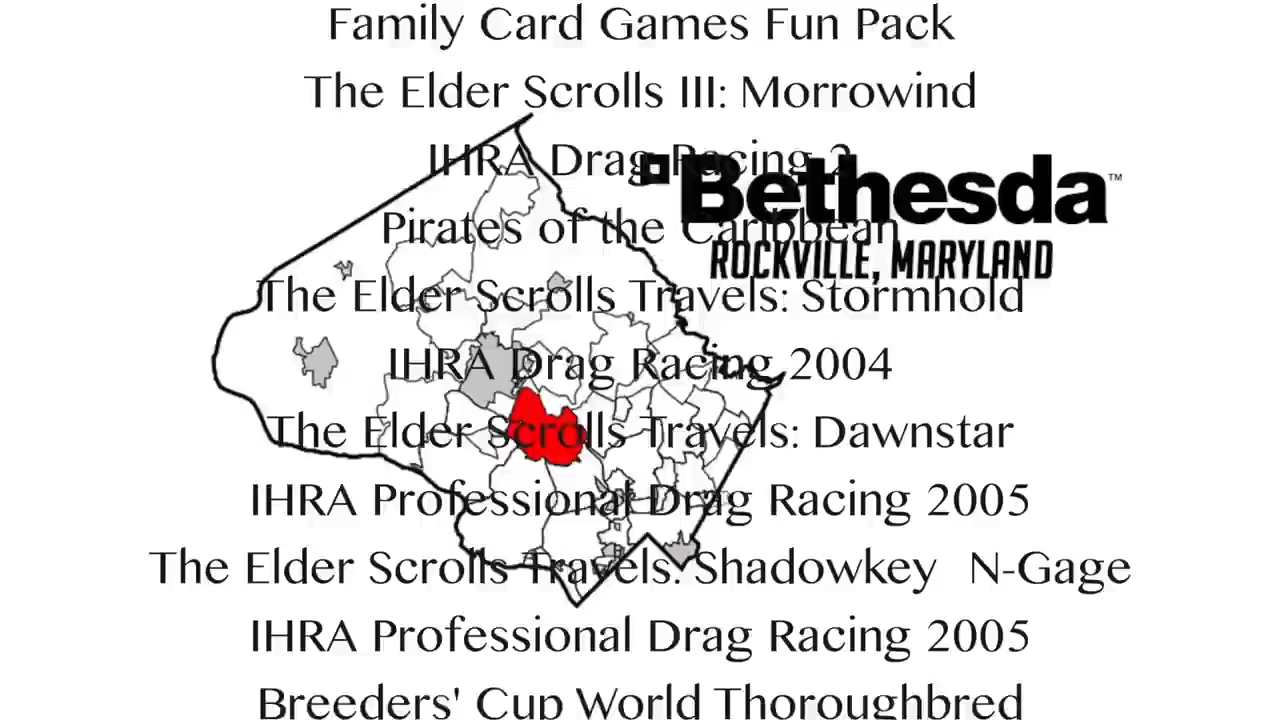 Family Card Games Fun Pack
The Elder Scrolls III: Morrowind
IHRA Drag Racing 2
Bethesda™
Pirates of the Caribbean
ROCKVILLE, MARYLAND
The Elder Scrolls Travels: Stormhold
IHRA Drag Racing 2004
The Elder Scrolls Travels: Dawnstar
IHRA Professional Drag Racing 2005
The Elder Scrolls Travels: Shadowkey N-Gage
IHRA Professional Drag Racing 2005
Breeders' Cup World Thoroughbred